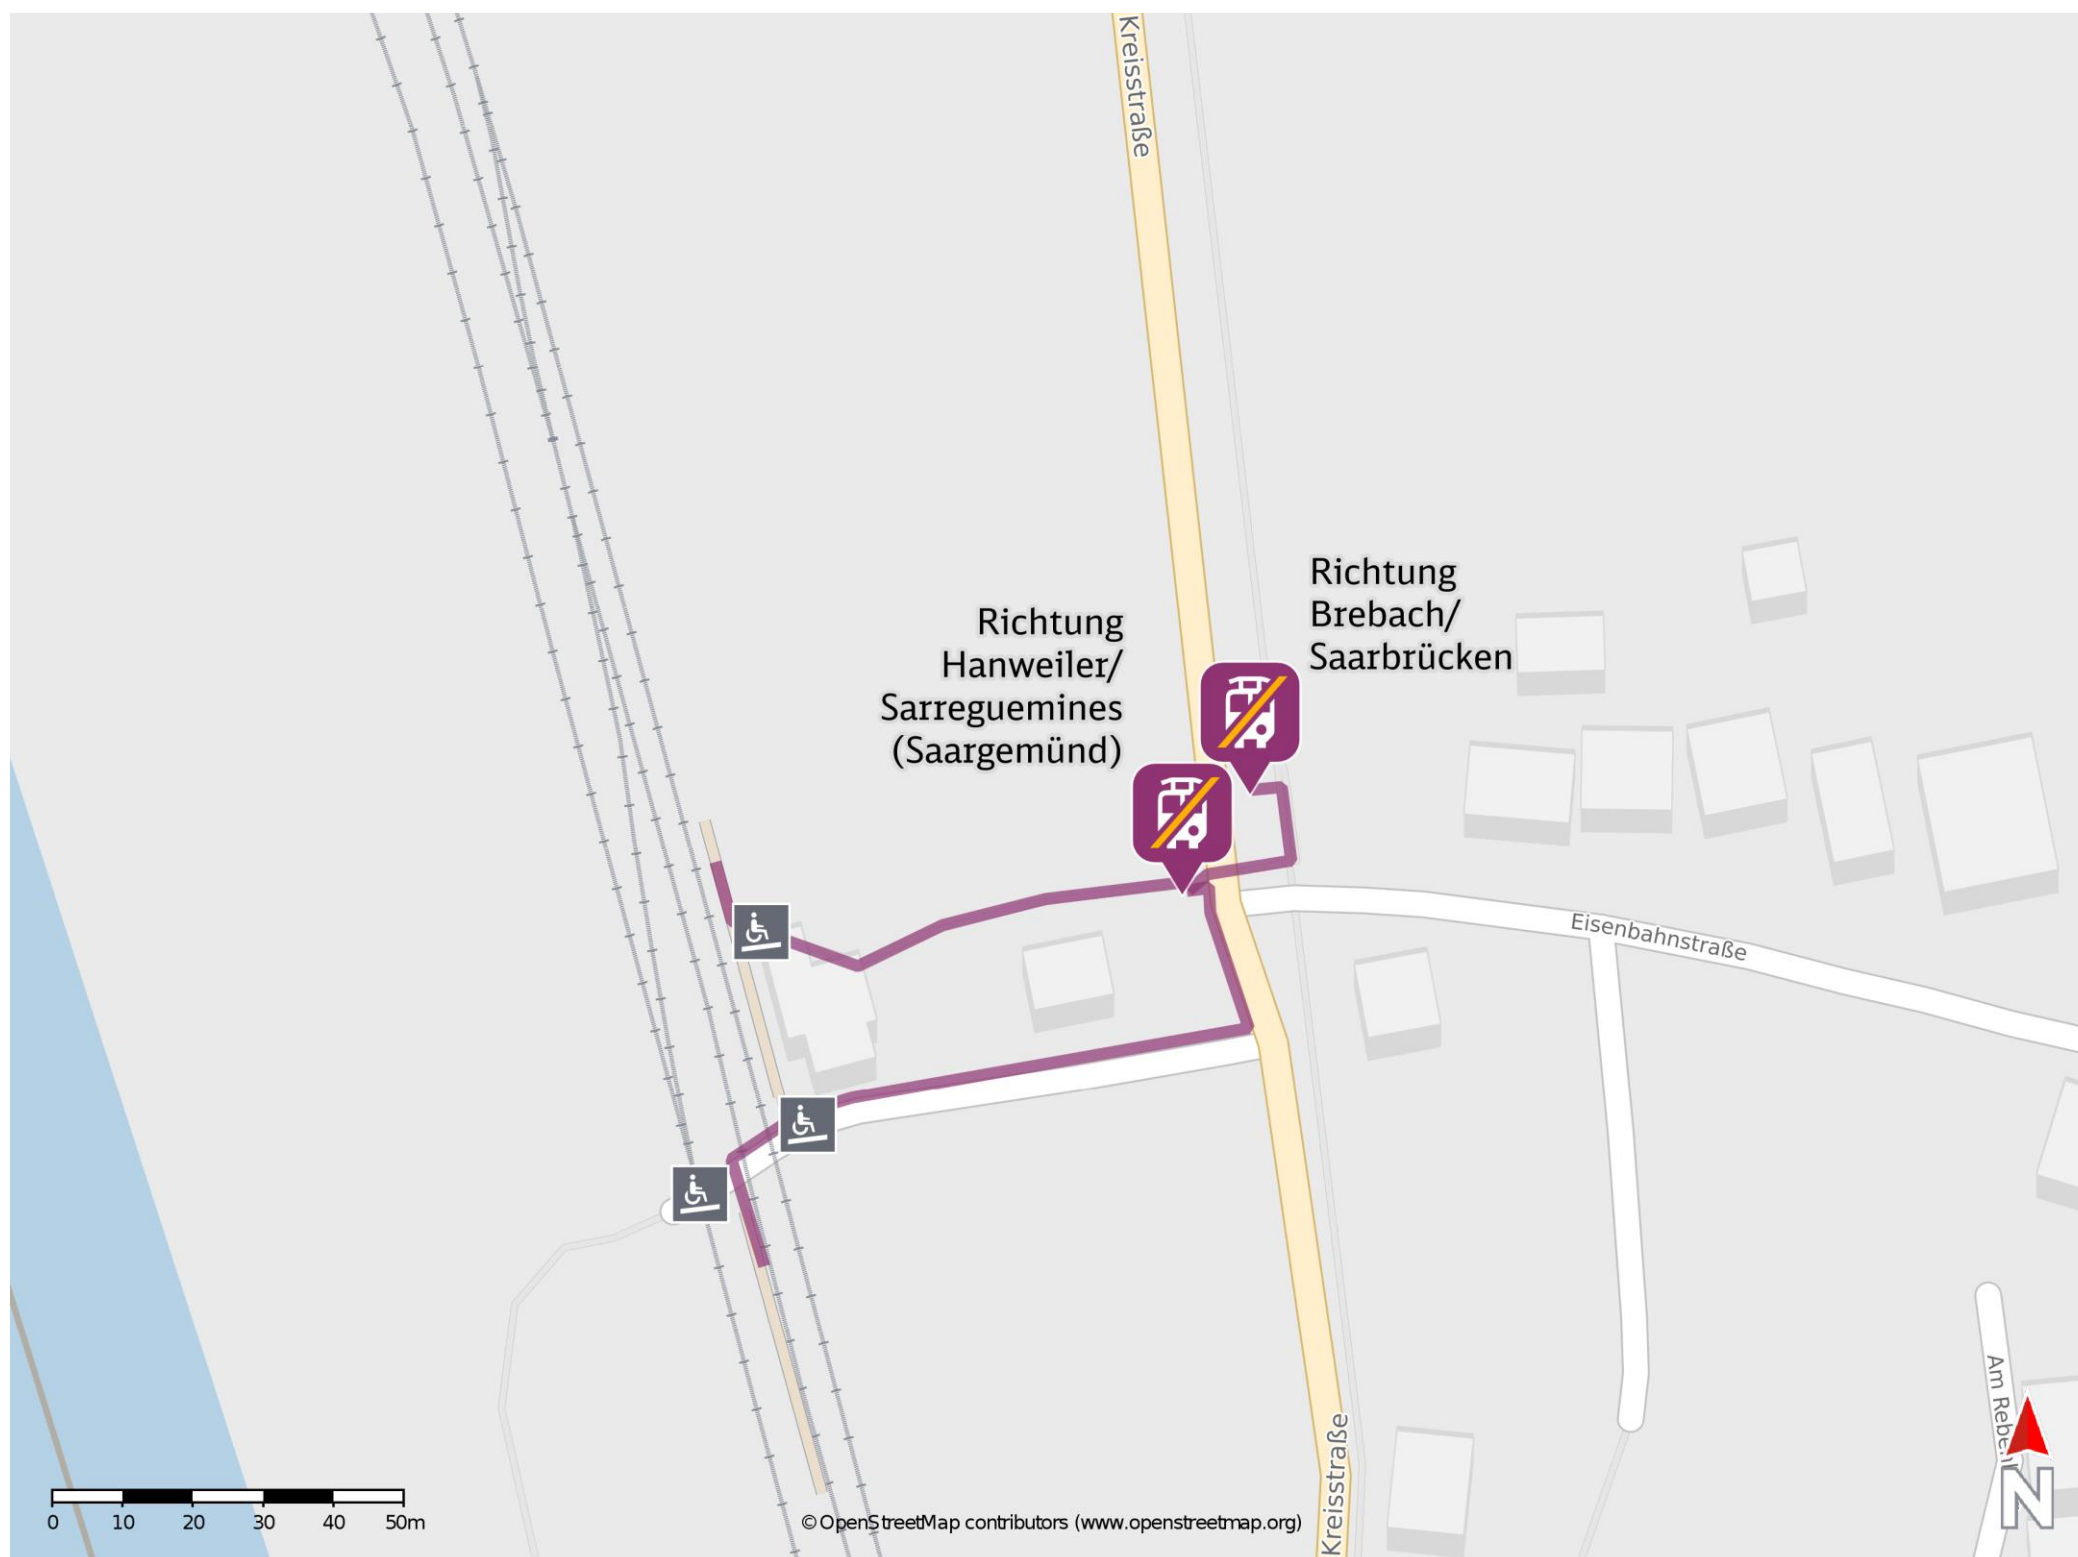 Kreisstraße
Richtung
Brebach/
Saarbrücken
Richtung
Hanweiler/
Sarreguemines
(Saargemünd)
Eisenbahnstraße
Am
Kreisstraße
N
0 10 20 30 40 50m
©OpenStreetMap contributors (www.openstreetmap.org)